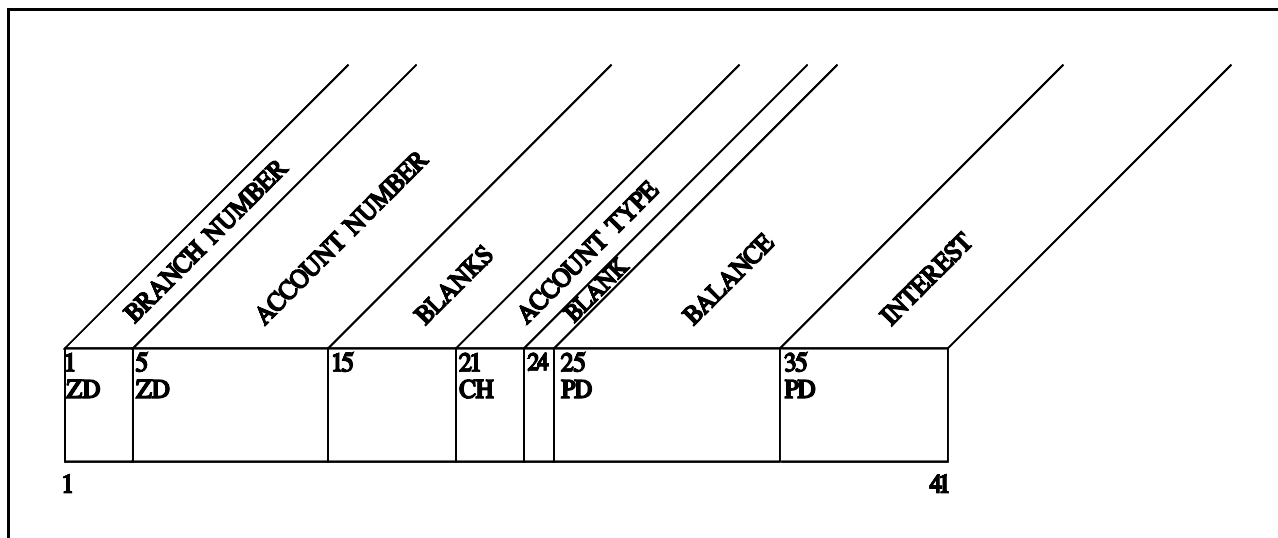 BRANCH NUMBER
ACCOUNT NUMBER
BLANKS
ACCOUNT TYPE
BLANK
BALANCE
INTEREST
1 5 15 21 24 25 35
ZD ZD CH PD PD
1 41